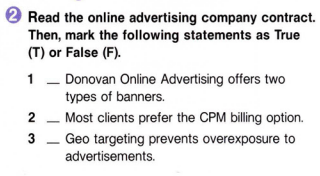 2 Read the online advertising company contract.
Then, mark the following statements as True
(T) or False (F).
1 __ Donovan Online Advertising offers two
types of banners.
2 __ Most clients prefer the CPM billing option.
3 __ Geo targeting prevents overexposure to
advertisements.